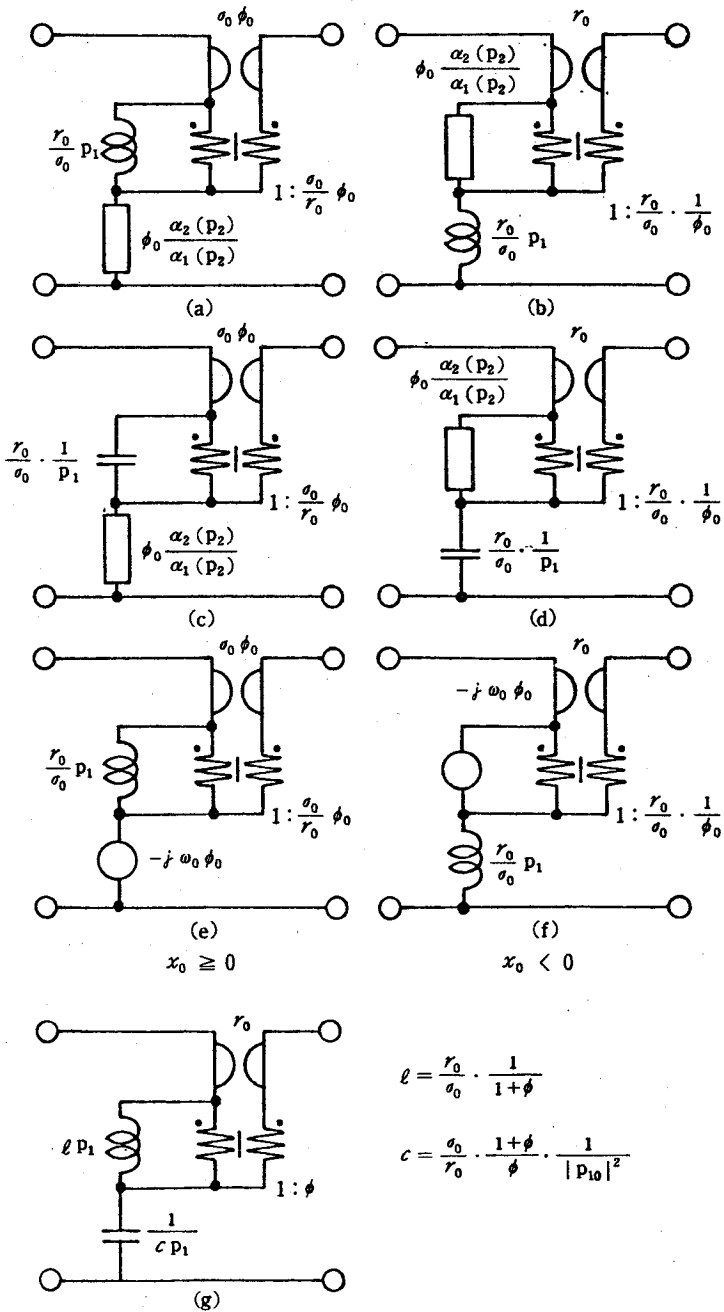 σ₀ ϕ₀
r₀/σ₀ p₁
1 : σ₀/r₀ ϕ₀
ϕ₀ α₂(p₂)/α₁(p₂)
(a)
r₀
ϕ₀ α₂(p₂)/α₁(p₂)
1 : r₀/σ₀ · 1/ϕ₀
r₀/σ₀ p₁
(b)
σ₀ ϕ₀
r₀/σ₀ · 1/p₁
1 : σ₀/r₀ ϕ₀
ϕ₀ α₂(p₂)/α₁(p₂)
(c)
r₀
ϕ₀ α₂(p₂)/α₁(p₂)
1 : r₀/σ₀ · 1/ϕ₀
r₀/σ₀ · 1/p₁
(d)
σ₀ ϕ₀
r₀/σ₀ p₁
1 : σ₀/r₀ ϕ₀
−j ω₀ ϕ₀
(e)
x₀ ≧ 0
r₀
−j ω₀ ϕ₀
1 : r₀/σ₀ · 1/ϕ₀
r₀/σ₀ p₁
(f)
x₀ < 0
r₀
ℓ p₁
1 : ϕ
1/c p₁
(g)
ℓ = r₀/σ₀ · 1/1+ϕ
c = σ₀/r₀ · 1+ϕ/ϕ · 1/|p₁₀|²